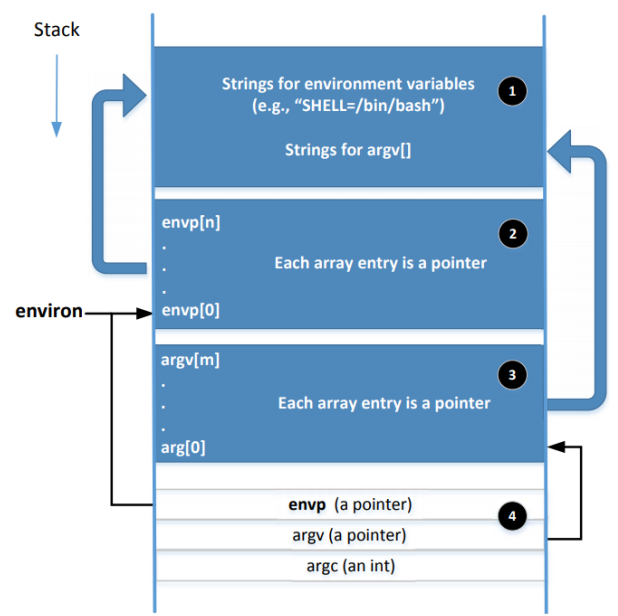 Stack
Strings for environment variables
(e.g., “SHELL=/bin/bash”)
1
Strings for argv[]
envp[n]
2
.
.
Each array entry is a pointer
.
environ
envp[0]
argv[m]
3
.
.
Each array entry is a pointer
.
arg[0]
envp (a pointer)
4
argv (a pointer)
argc (an int)